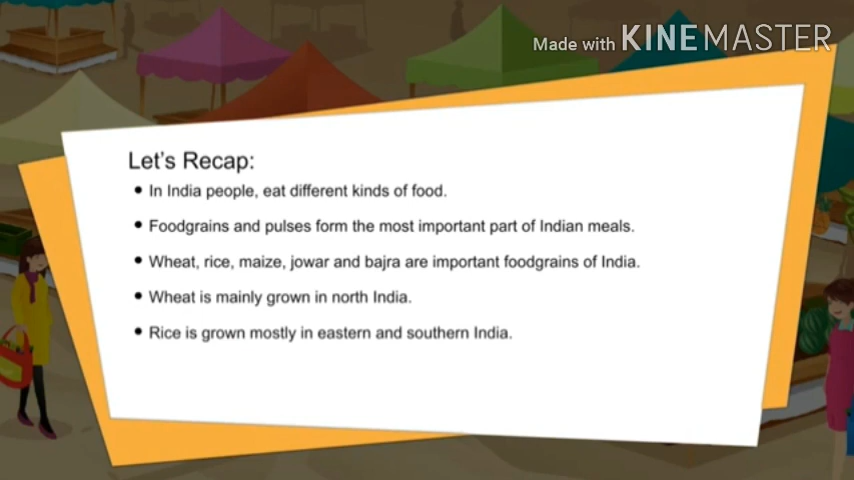 Made with KINEMASTER
Let's Recap:
• In India people, eat different kinds of food.
• Foodgrains and pulses form the most important part of Indian meals.
• Wheat, rice, maize, jowar and bajra are important foodgrains of India.
• Wheat is mainly grown in north India.
• Rice is grown mostly in eastern and southern India.